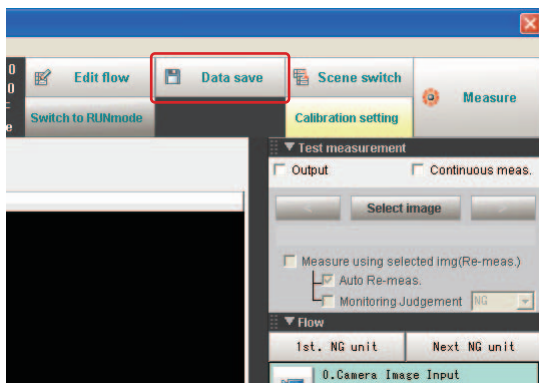 0
0
=
e
Edit flow
Data save
Scene switch
Measure
Switch to RUNmode
Calibration setting
▼Test measurement
Output
Continuous meas.
<
Select image
>
Measure using selected img(Re-meas.)
Auto Re-meas.
Monitoring Judgement NG
▼Flow
1st. NG unit
Next NG unit
0.Camera Image Input